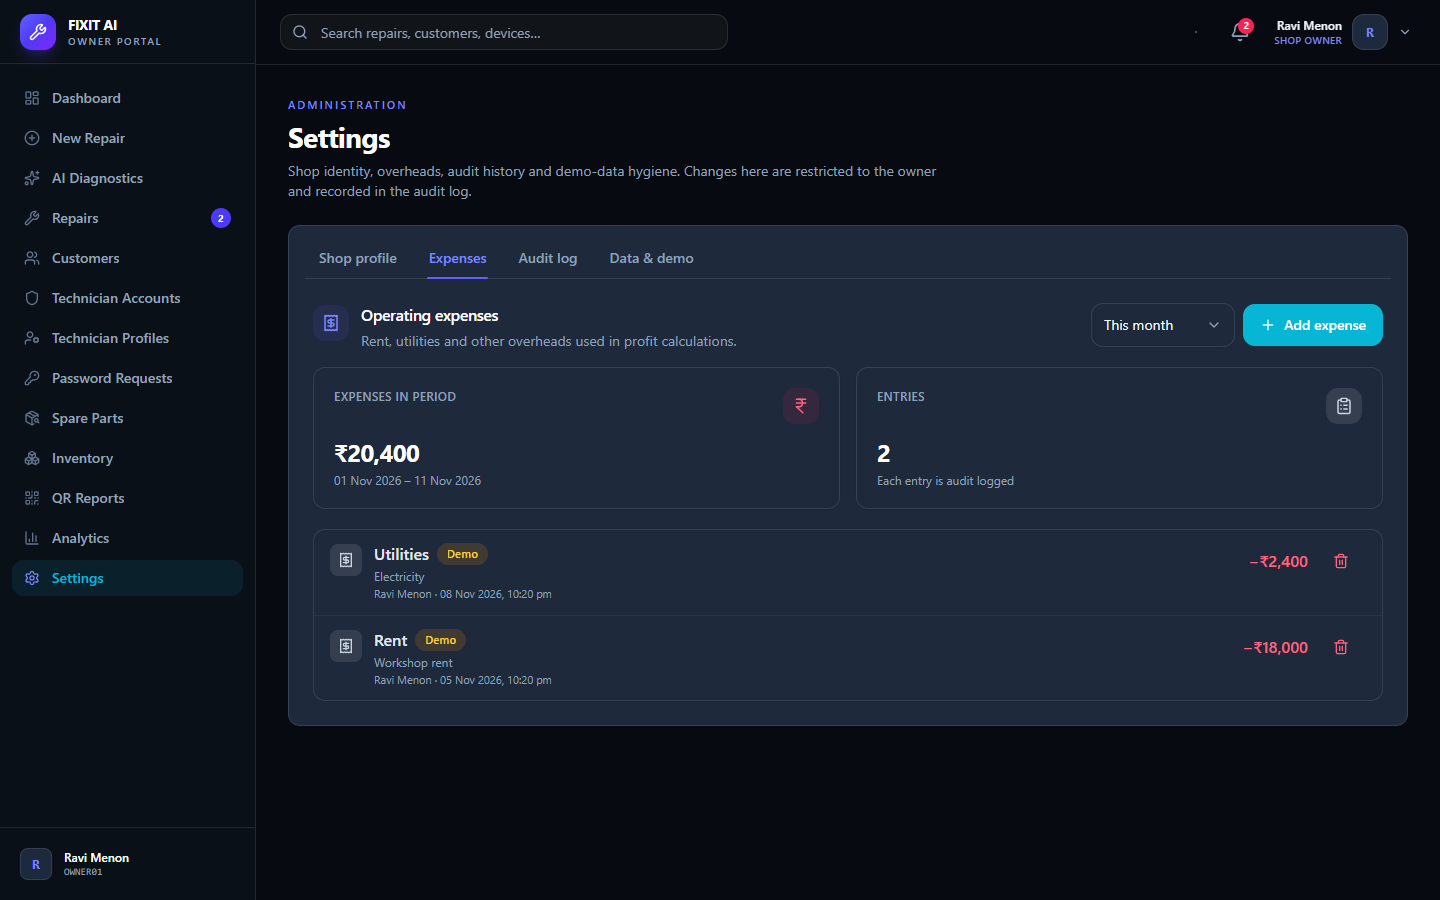 FIXIT AI
OWNER PORTAL
Dashboard
New Repair
AI Diagnostics
Repairs
2
Customers
Technician Accounts
Technician Profiles
Password Requests
Spare Parts
Inventory
QR Reports
Analytics
Settings
R
Ravi Menon
OWNER01
Search repairs, customers, devices...
2
Ravi Menon
SHOP OWNER
R
ADMINISTRATION
Settings
Shop identity, overheads, audit history and demo-data hygiene. Changes here are restricted to the owner
and recorded in the audit log.
Shop profile
Expenses
Audit log
Data & demo
Operating expenses
Rent, utilities and other overheads used in profit calculations.
This month
Add expense
EXPENSES IN PERIOD
₹
₹20,400
01 Nov 2026 – 11 Nov 2026
ENTRIES
2
Each entry is audit logged
Utilities
Demo
Electricity
Ravi Menon · 08 Nov 2026, 10:20 pm
−₹2,400
Rent
Demo
Workshop rent
Ravi Menon · 05 Nov 2026, 10:20 pm
−₹18,000